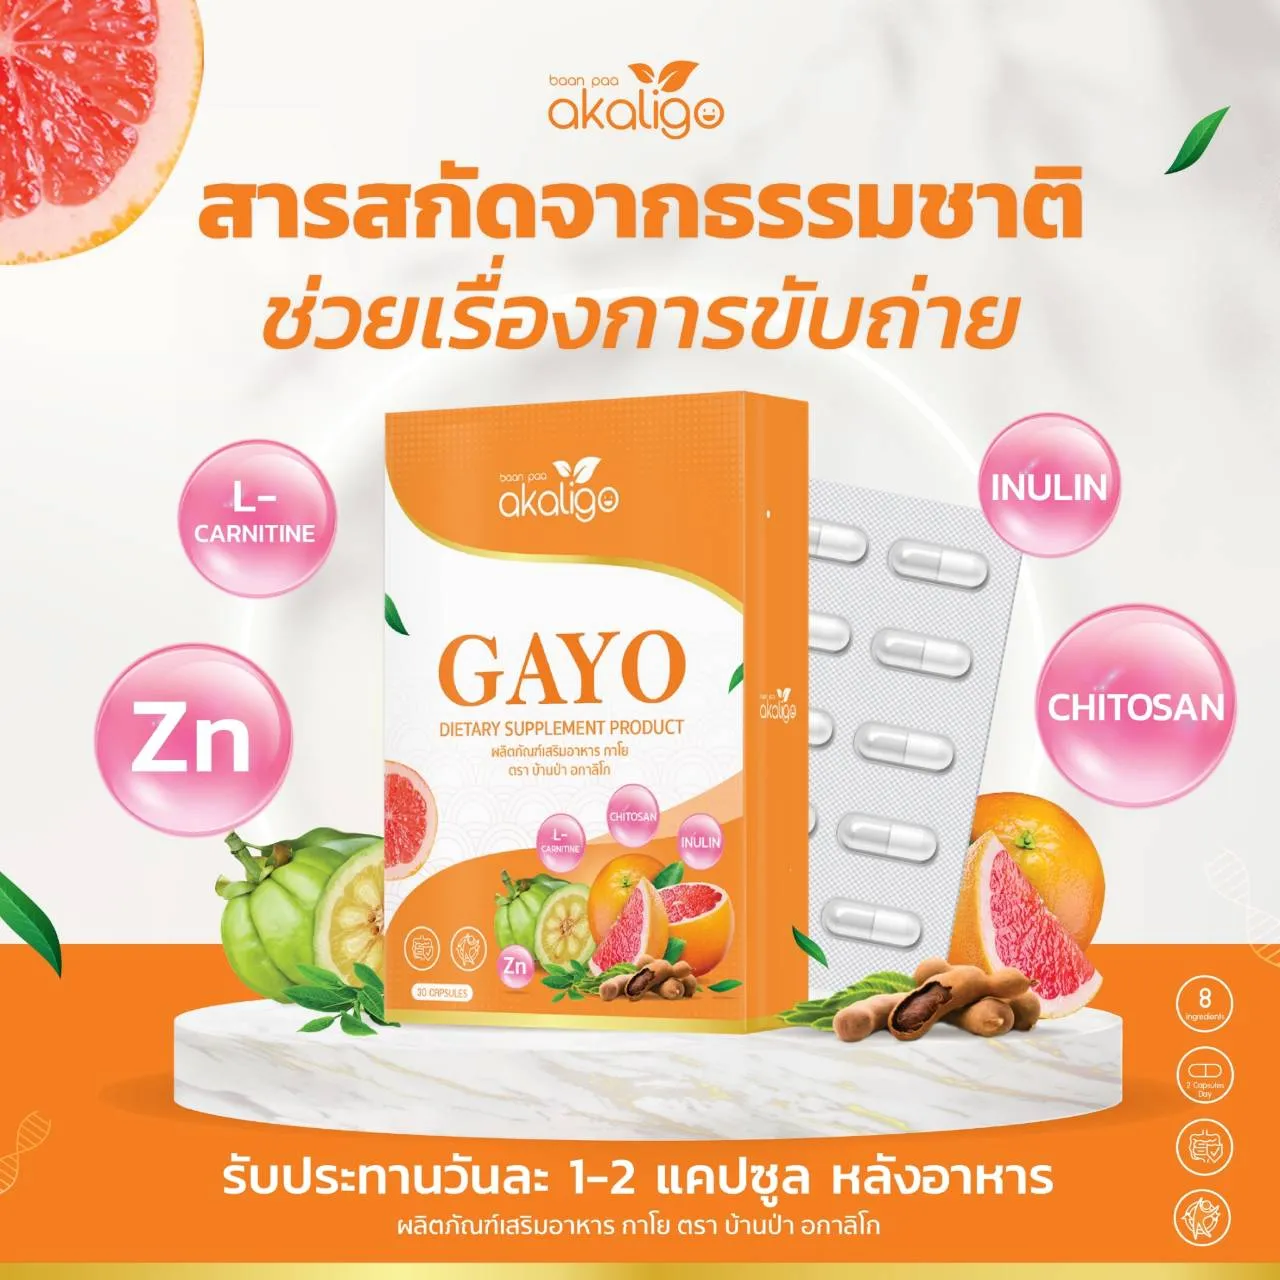 baan paa
akaligo
สารสกัดจากธรรมชาติ
ช่วยเรื่องการขับถ่าย
L-
CARNITINE
INULIN
Zn
CHITOSAN
baan paa
akaligo
GAYO
DIETARY SUPPLEMENT PRODUCT
ผลิตภัณฑ์เสริมอาหาร กาโย
ตรา บ้านป่า อกาลิโก
L-
CARNITINE
CHITOSAN
INULIN
Zn
30 CAPSULES
baan paa
akaligo
8
ingredients
2 Capsules
Day
รับประทานวันละ 1-2 แคปซูล หลังอาหาร
ผลิตภัณฑ์เสริมอาหาร กาโย ตรา บ้านป่า อกาลิโก